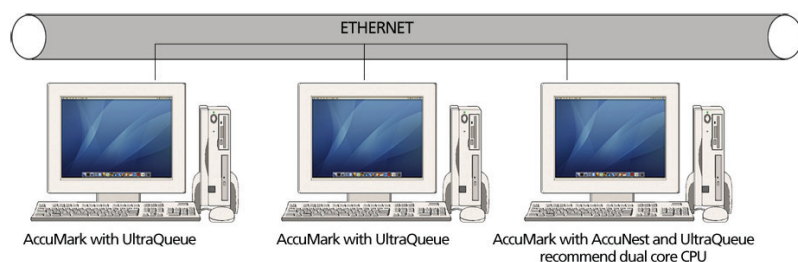 ETHERNET
AccuMark with UltraQueue
AccuMark with UltraQueue
AccuMark with AccuNest and UltraQueue
recommend dual core CPU